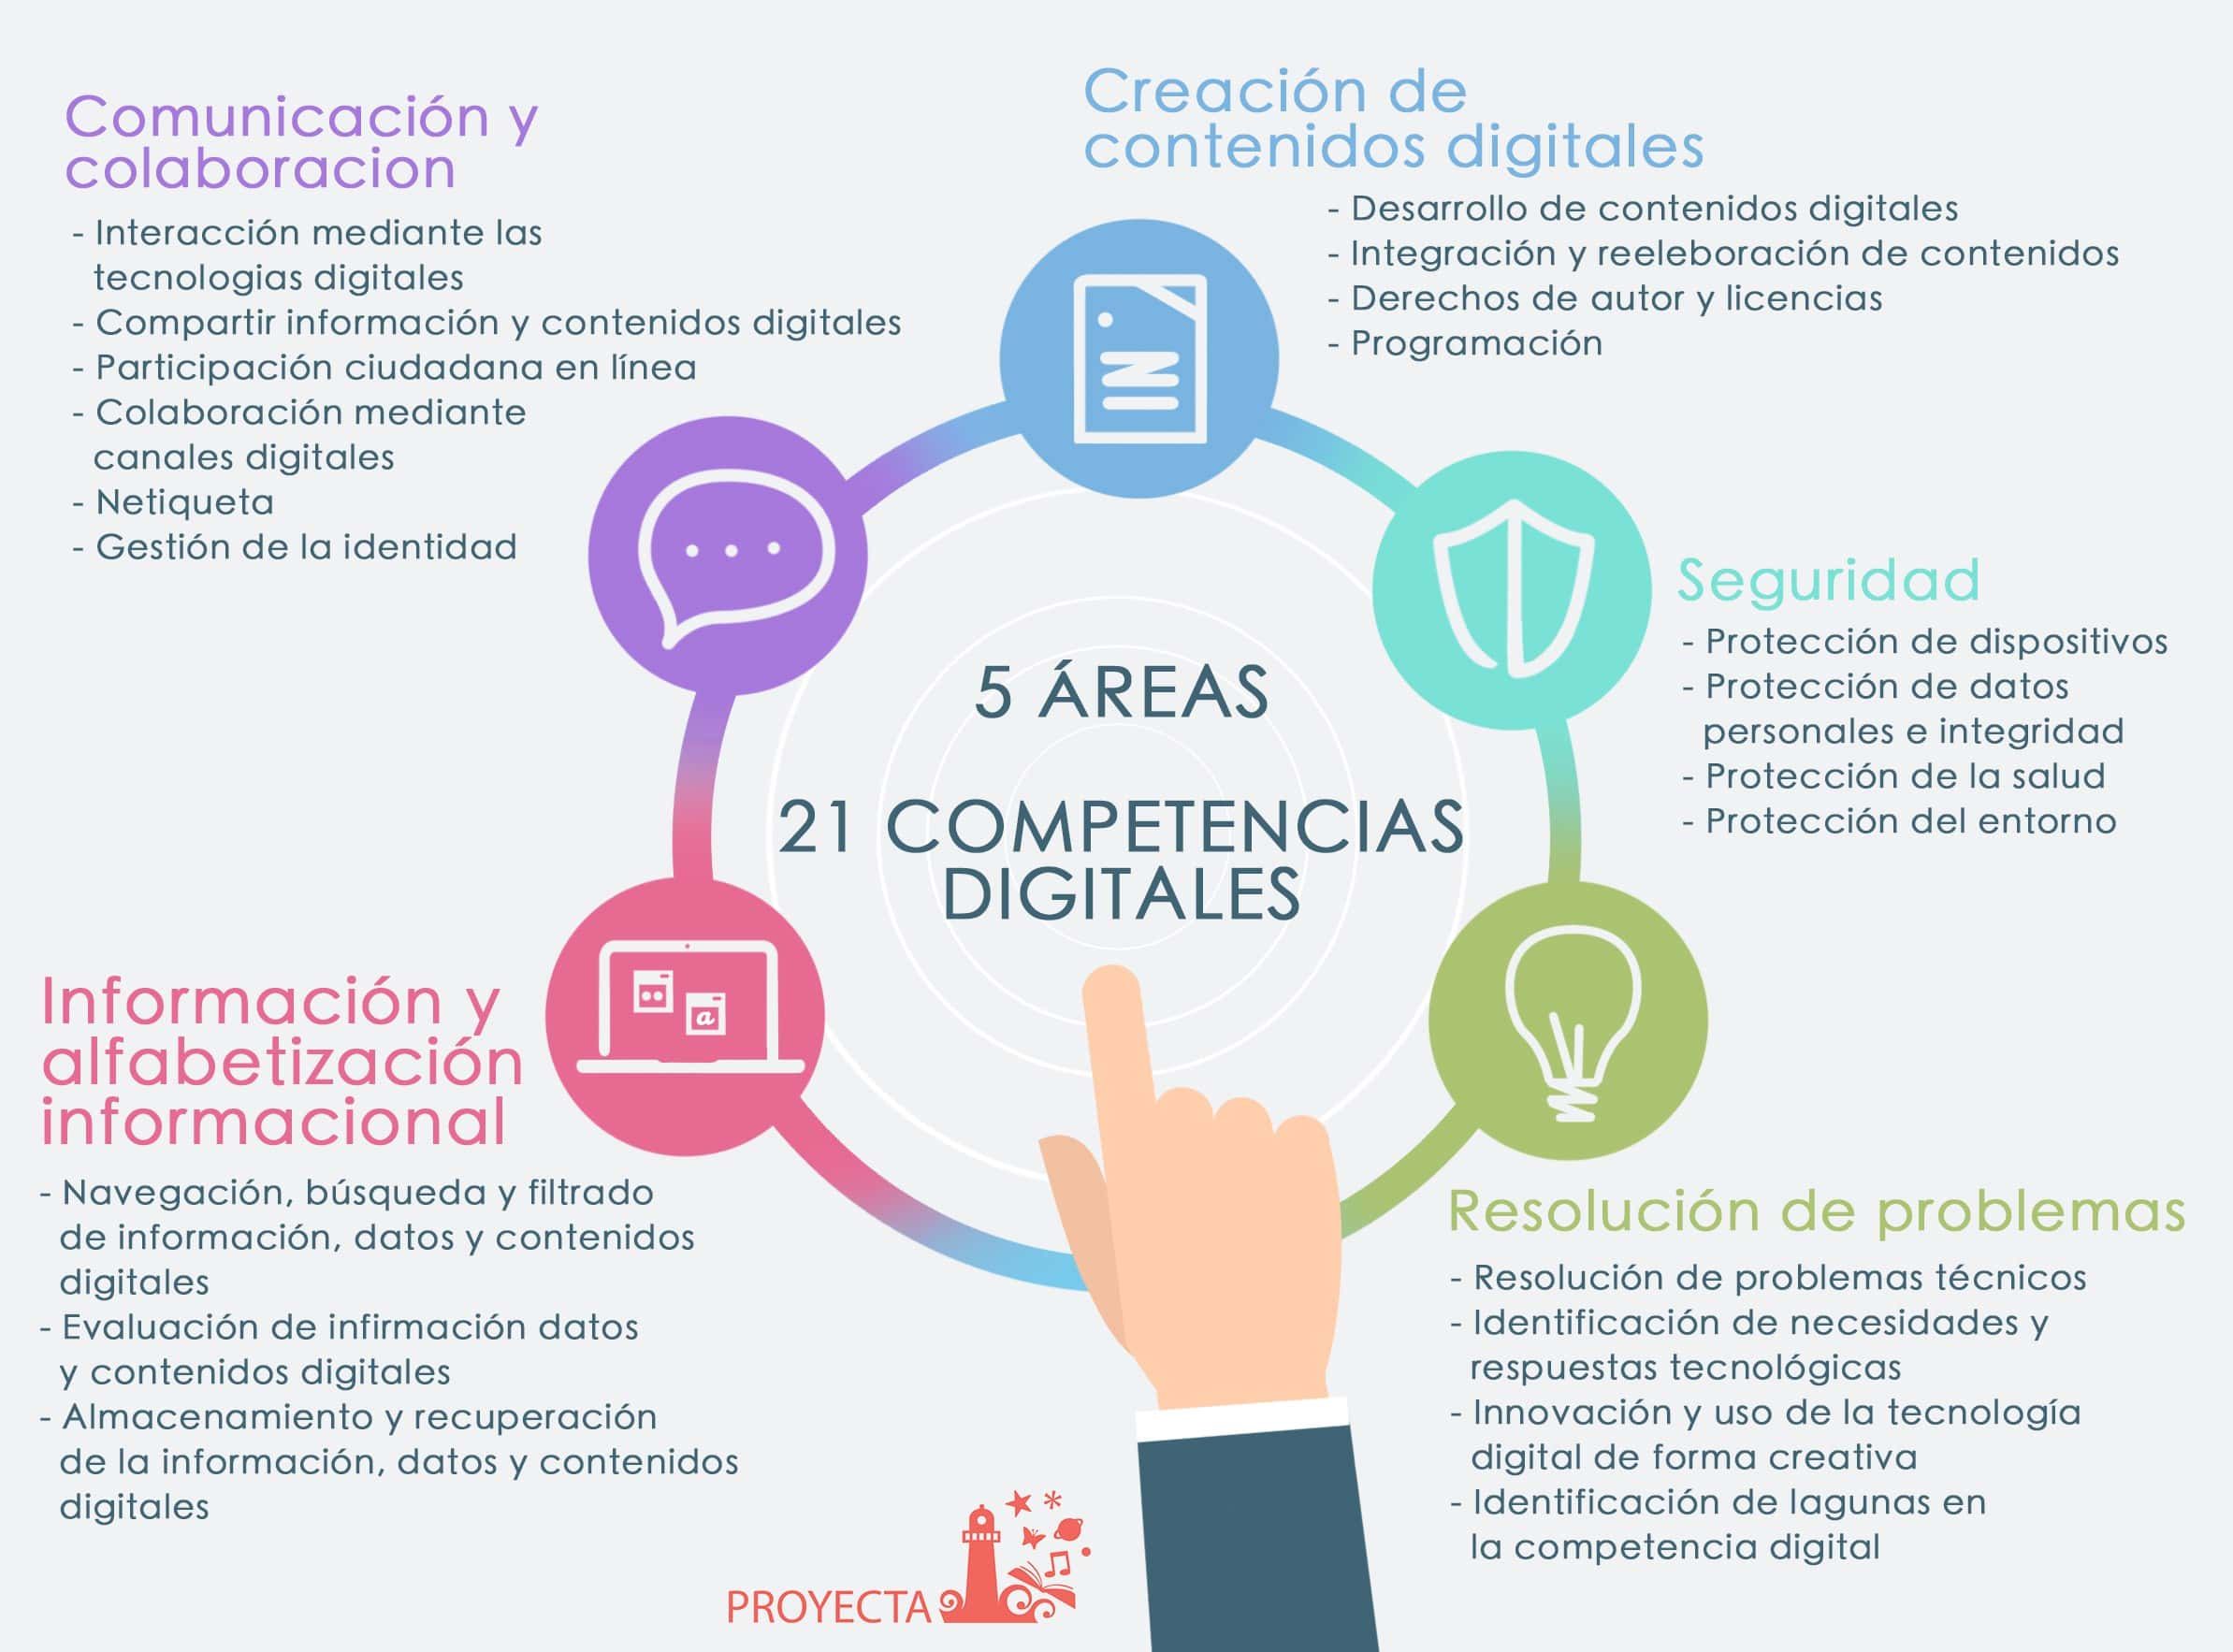 Comunicación y
colaboracion
- Interacción mediante las
tecnologias digitales
- Compartir información y contenidos digitales
- Participación ciudadana en línea
- Colaboración mediante
canales digitales
- Netiqueta
- Gestión de la identidad
Creación de
contenidos digitales
- Desarrollo de contenidos digitales
- Integración y reeleboración de contenidos
- Derechos de autor y licencias
- Programación
Seguridad
- Protección de dispositivos
- Protección de datos
personales e integridad
- Protección de la salud
- Protección del entorno
5 ÁREAS
21 COMPETENCIAS
DIGITALES
a
Información y
alfabetización
informacional
- Navegación, búsqueda y filtrado
de información, datos y contenidos
digitales
- Evaluación de infirmación datos
y contenidos digitales
- Almacenamiento y recuperación
de la información, datos y contenidos
digitales
Resolución de problemas
- Resolución de problemas técnicos
- Identificación de necesidades y
respuestas tecnológicas
- Innovación y uso de la tecnología
digital de forma creativa
- Identificación de lagunas en
la competencia digital
PROYECTA